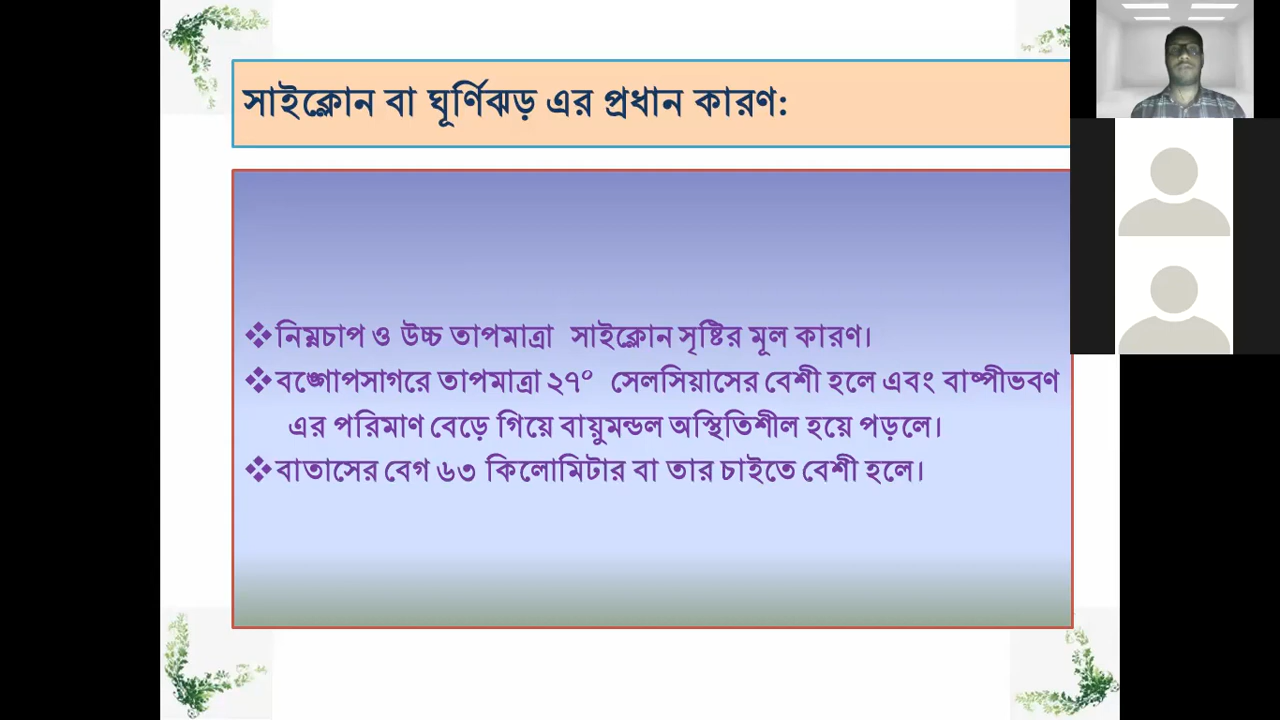 সাইক্লোন বা ঘূর্ণিঝড় এর প্রধান কারণ:
❖নিম্নচাপ ও উচ্চ তাপমাত্রা সাইক্লোন সৃষ্টির মূল কারণ।
❖বঙ্গোপসাগরে তাপমাত্রা ২৭° সেলসিয়াসের বেশী হলে এবং বাষ্পীভবণ
এর পরিমাণ বেড়ে গিয়ে বায়ুমন্ডল অস্থিতিশীল হয়ে পড়লে।
❖বাতাসের বেগ ৬৩ কিলোমিটার বা তার চাইতে বেশী হলে।